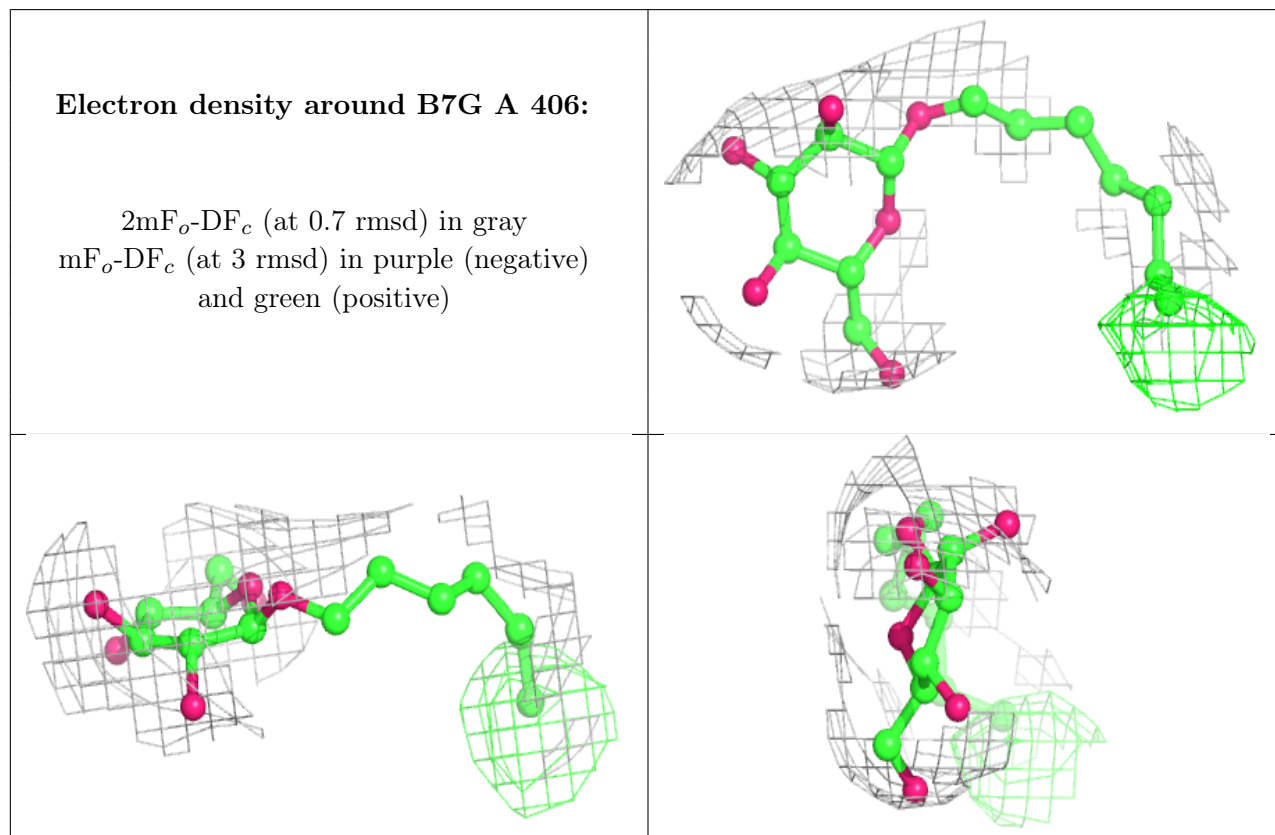 Electron density around B7G A 406:
2mFo-DFc (at 0.7 rmsd) in gray
mFo-DFc (at 3 rmsd) in purple (negative)
and green (positive)